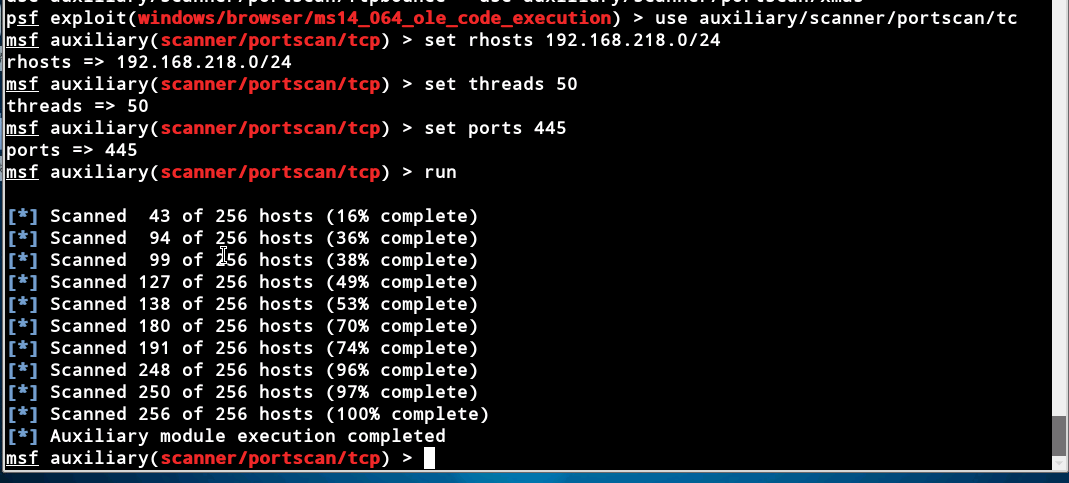 psf exploit(windows/browser/ms14_064_ole_code_execution) > use auxiliary/scanner/portscan/tc
msf auxiliary(scanner/portscan/tcp) > set rhosts 192.168.218.0/24
rhosts => 192.168.218.0/24
msf auxiliary(scanner/portscan/tcp) > set threads 50
threads => 50
msf auxiliary(scanner/portscan/tcp) > set ports 445
ports => 445
msf auxiliary(scanner/portscan/tcp) > run
[*] Scanned  43 of 256 hosts (16% complete)
[*] Scanned  94 of 256 hosts (36% complete)
[*] Scanned  99 of 256 hosts (38% complete)
[*] Scanned 127 of 256 hosts (49% complete)
[*] Scanned 138 of 256 hosts (53% complete)
[*] Scanned 180 of 256 hosts (70% complete)
[*] Scanned 191 of 256 hosts (74% complete)
[*] Scanned 248 of 256 hosts (96% complete)
[*] Scanned 250 of 256 hosts (97% complete)
[*] Scanned 256 of 256 hosts (100% complete)
[*] Auxiliary module execution completed
msf auxiliary(scanner/portscan/tcp) >